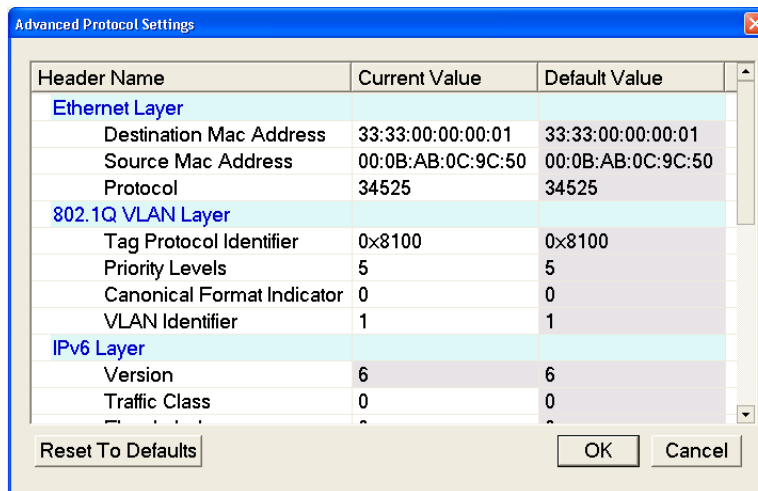 Advanced Protocol Settings
Header Name Current Value Default Value
Ethernet Layer
Destination Mac Address 33:33:00:00:00:01 33:33:00:00:00:01
Source Mac Address 00:0B:AB:0C:9C:50 00:0B:AB:0C:9C:50
Protocol 34525 34525
802.1Q VLAN Layer
Tag Protocol Identifier 0x8100 0x8100
Priority Levels 5 5
Canonical Format Indicator 0 0
VLAN Identifier 1 1
IPv6 Layer
Version 6 6
Traffic Class 0 0
Reset To Defaults OK Cancel